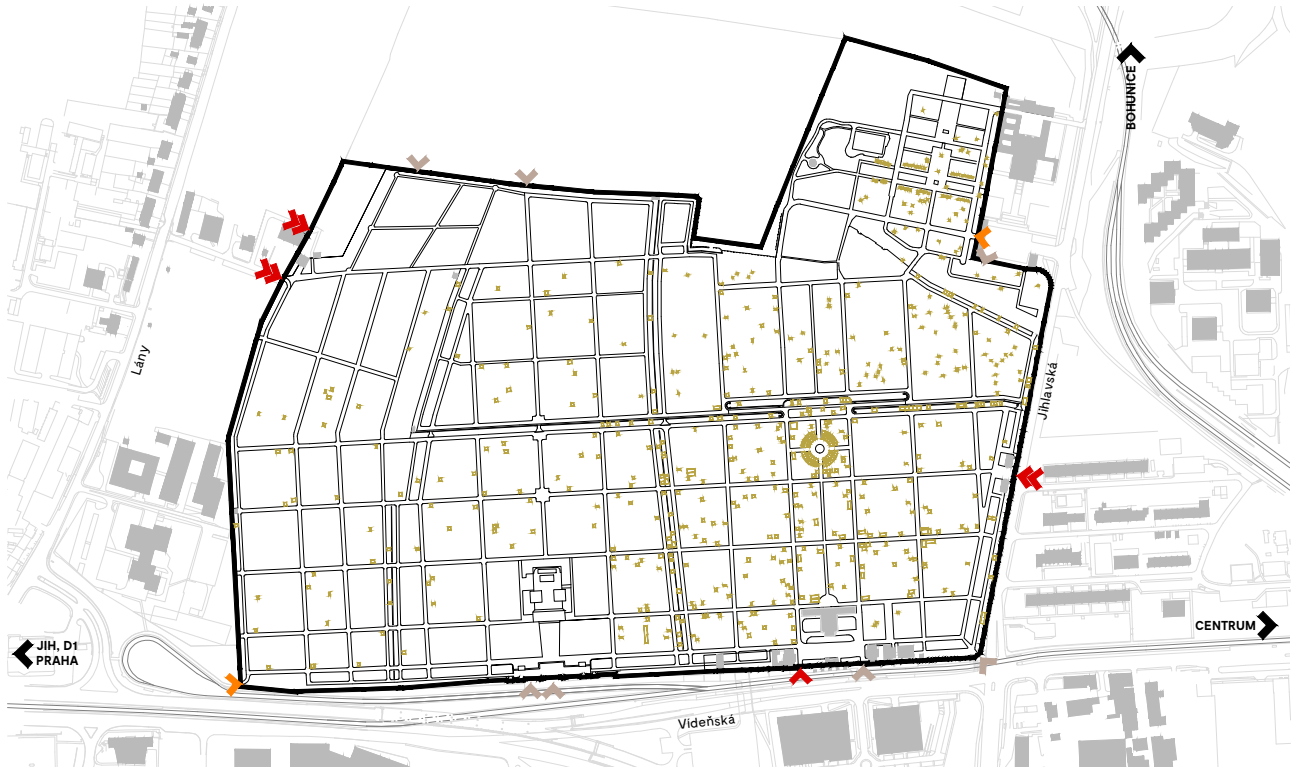 BOHUNICE
Lány
Jihlavská
CENTRUM
JIH, D1
PRAHA
Vídeňská